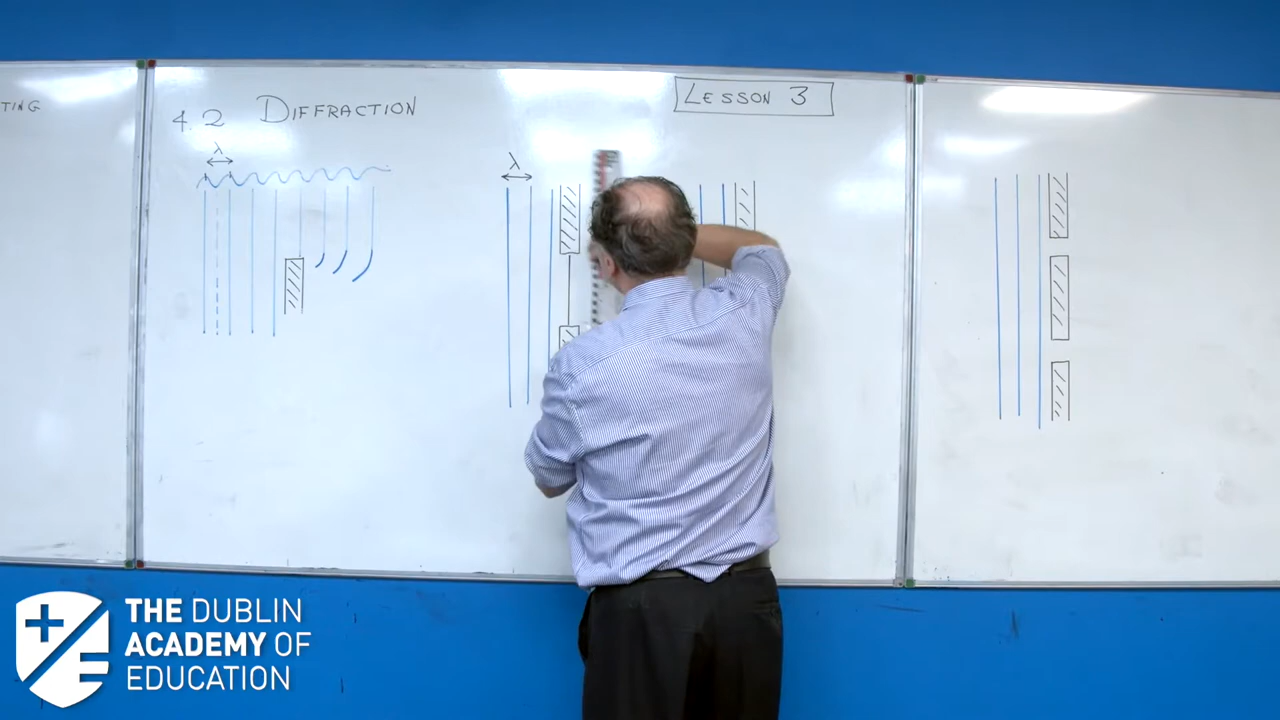 TING
4.2 DIFFRACTION
LESSON 3
λ
λ
THE DUBLIN
ACADEMY OF
EDUCATION